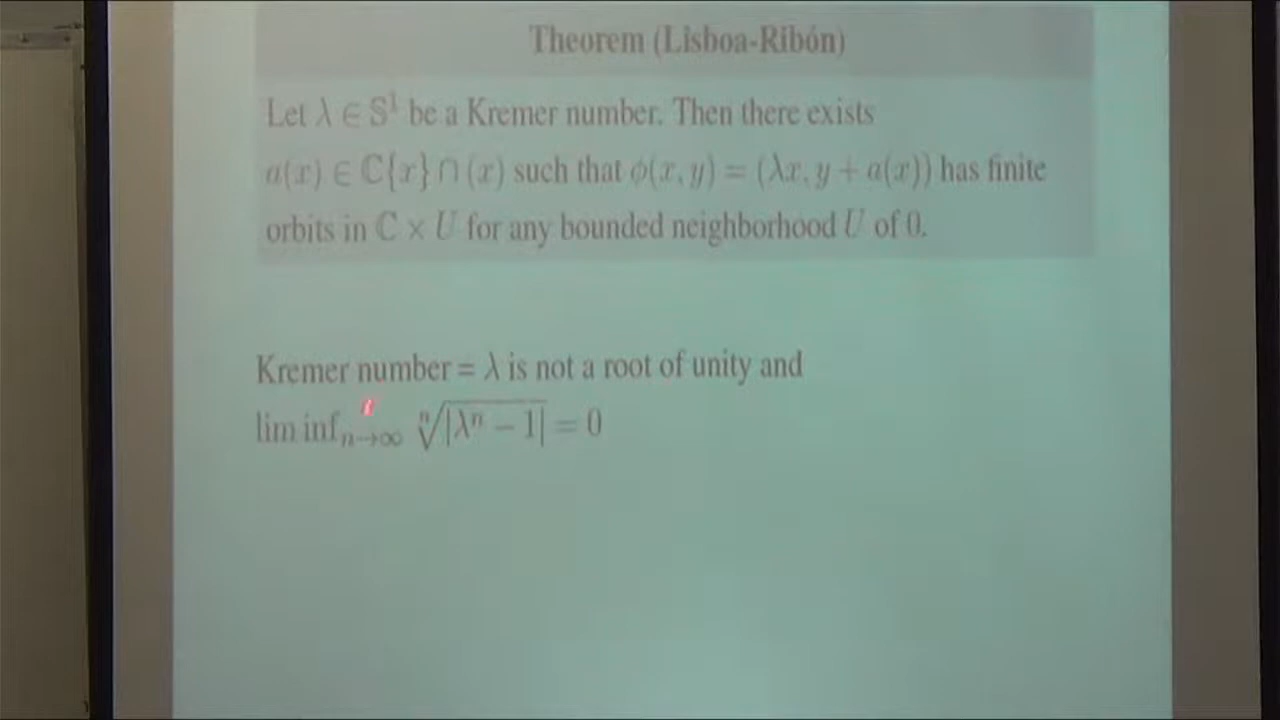 Theorem (Lisboa-Ribón)
Let λ ∈ 𝕊¹ be a Kremer number. Then there exists
a(x) ∈ ℂ{x} ∩ (x) such that ϕ(x, y) = (λx, y + a(x)) has finite
orbits in ℂ × U for any bounded neighborhood U of 0.
Kremer number = λ is not a root of unity and
lim infₙ→∞ ⁿ√|λⁿ − 1| = 0